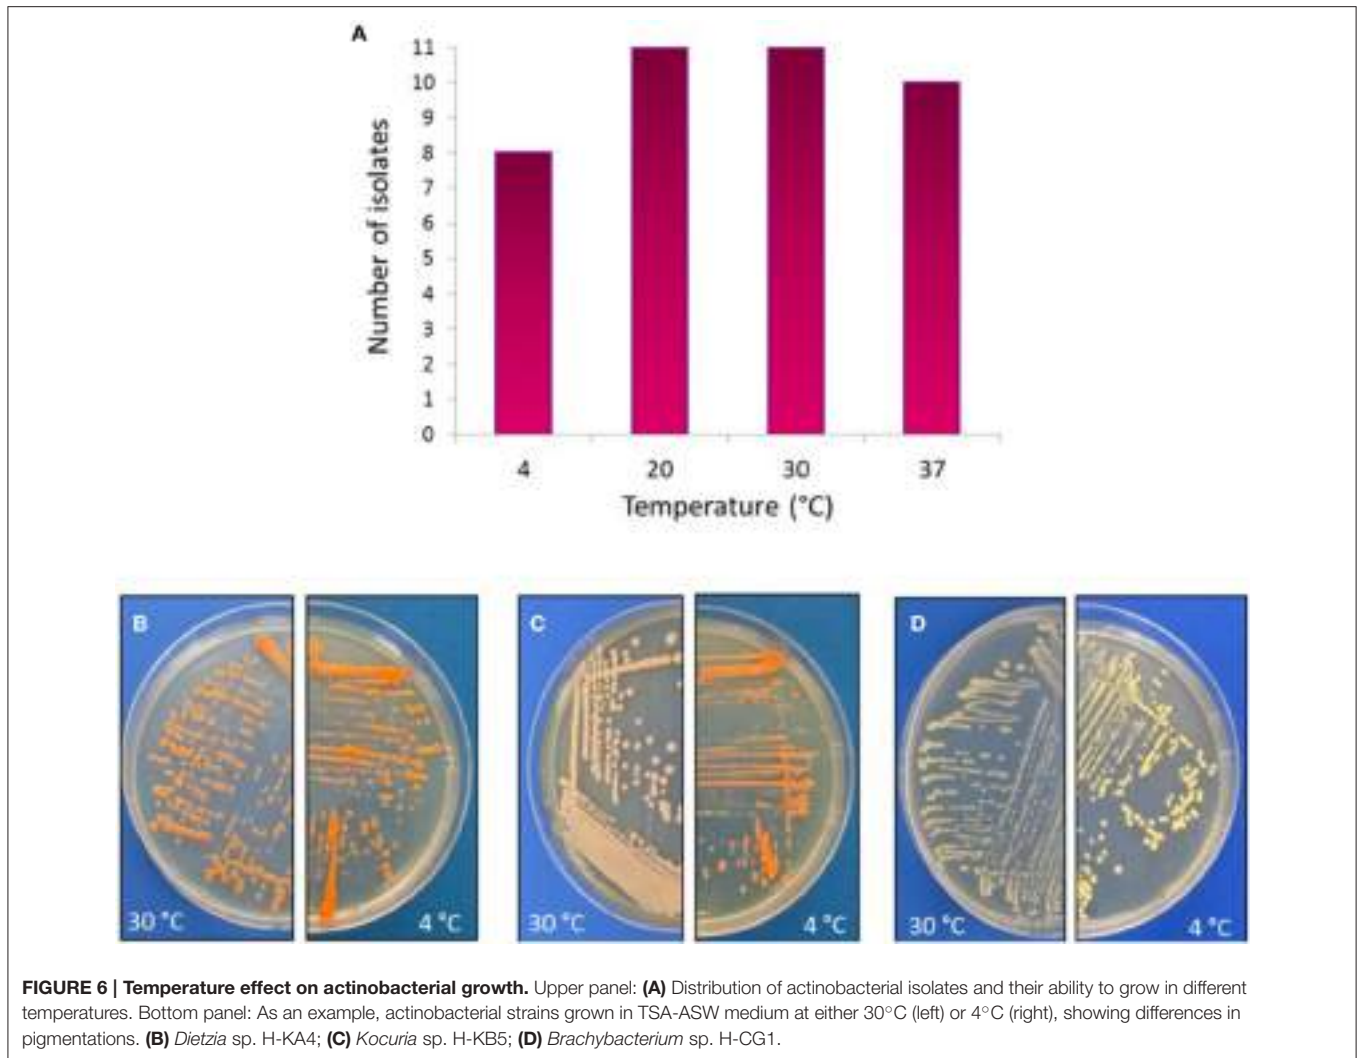 A
11
10
9
8
7
6
5
4
3
2
1
0
Number of isolates
4 20 30 37
Temperature (°C)
B
30 °C
4 °C
C
30 °C
4 °C
D
30 °C
4 °C
FIGURE 6 | Temperature effect on actinobacterial growth. Upper panel: (A) Distribution of actinobacterial isolates and their ability to grow in different
temperatures. Bottom panel: As an example, actinobacterial strains grown in TSA-ASW medium at either 30°C (left) or 4°C (right), showing differences in
pigmentations. (B) Dietzia sp. H-KA4; (C) Kocuria sp. H-KB5; (D) Brachybacterium sp. H-CG1.